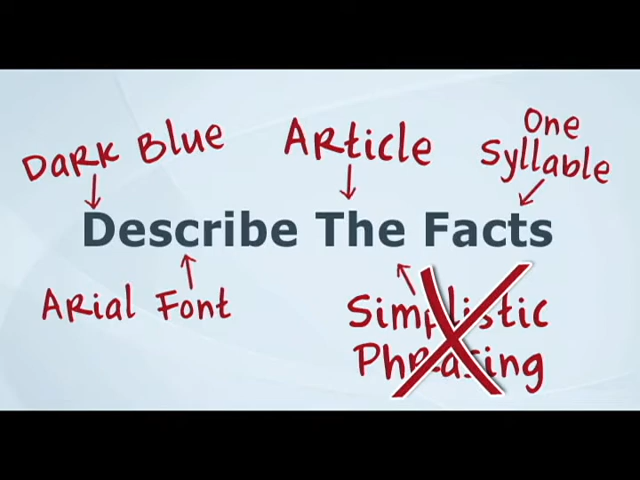 Dark Blue
Article
One
Syllable
Describe The Facts
Arial Font
Simplistic
Phrasing